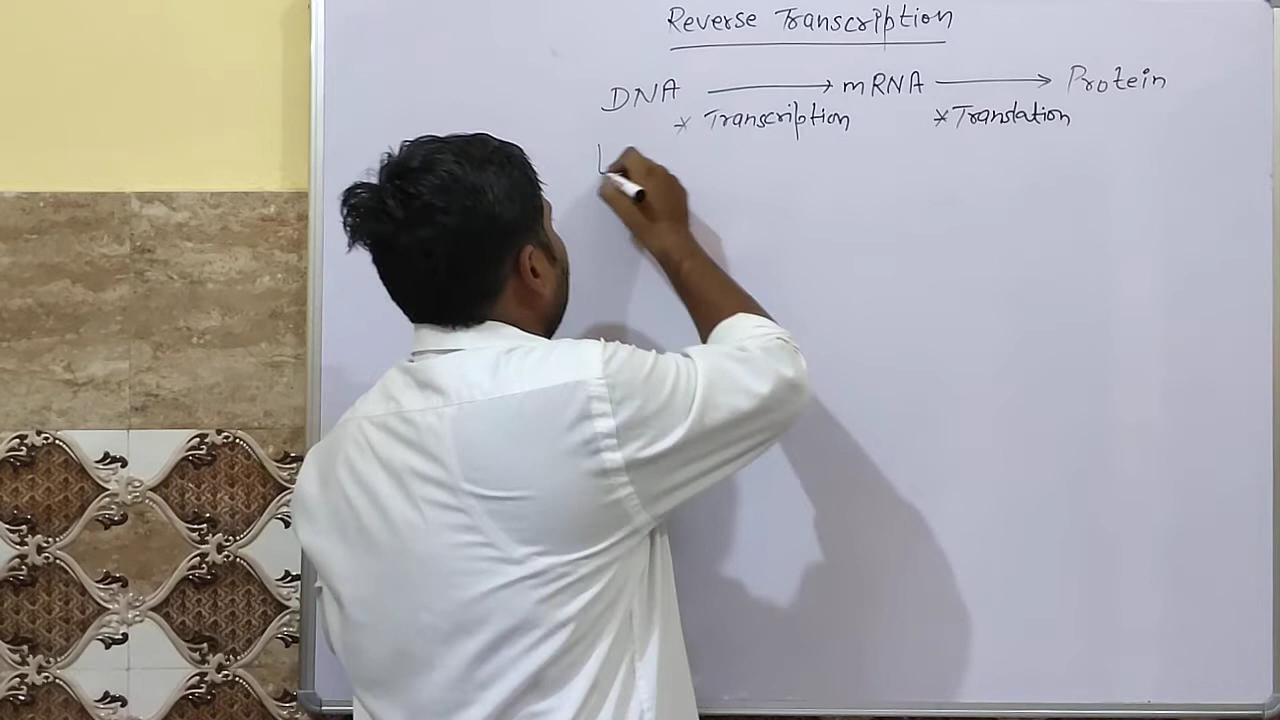 Reverse Transcription
DNA ⟶ mRNA ⟶ Protein
* Transcription * Translation